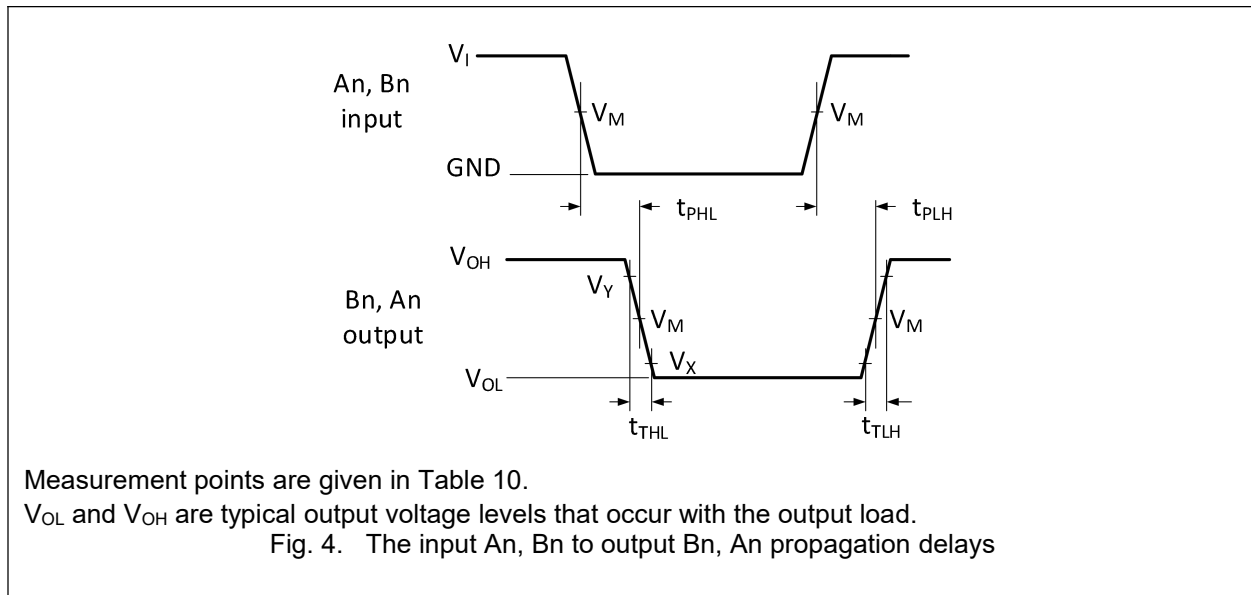 V_I
An, Bn
input
V_M
V_M
GND
t_PHL
t_PLH
V_OH
V_Y
Bn, An
output
V_M
V_M
V_X
V_OL
t_THL
t_TLH
Measurement points are given in Table 10.
V_OL and V_OH are typical output voltage levels that occur with the output load.
Fig. 4. The input An, Bn to output Bn, An propagation delays